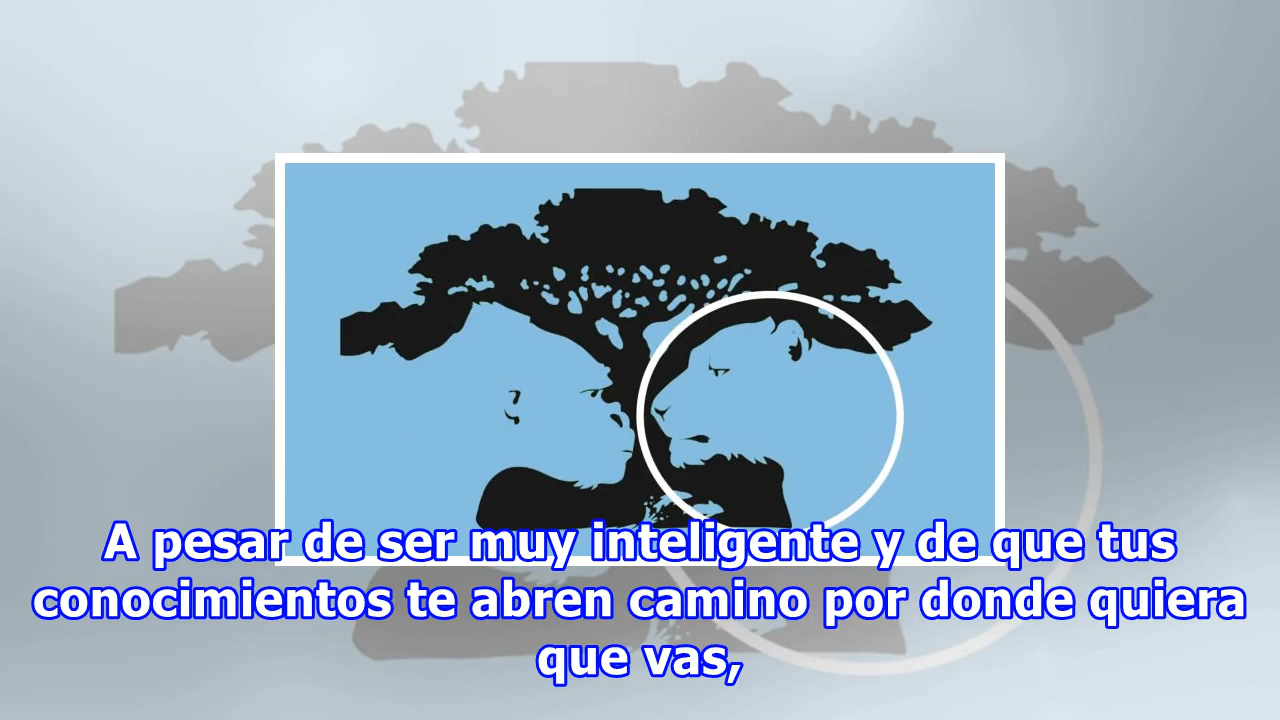 A pesar de ser muy inteligente y de que tus
conocimientos te abren camino por donde quiera
que vas,